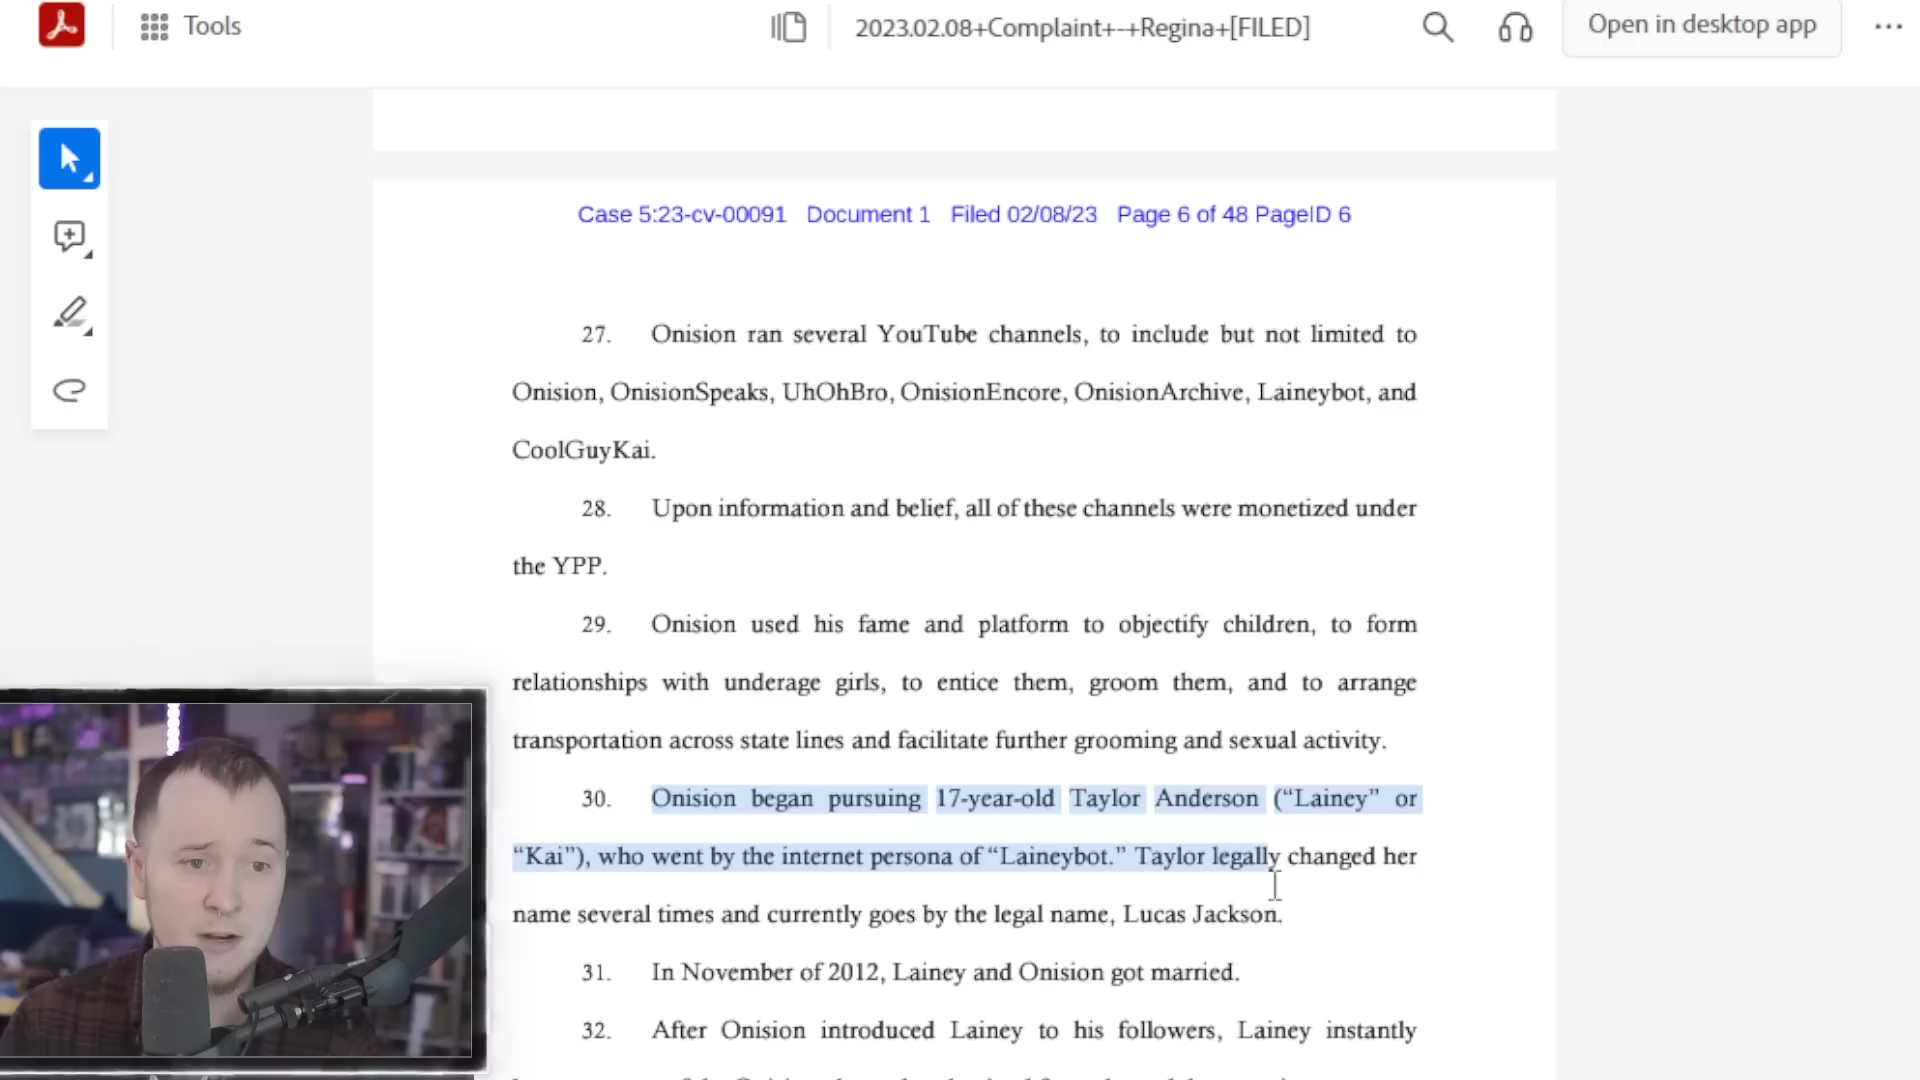 Tools
2023.02.08+Complaint+-+Regina+[FILED]
Open in desktop app
Case 5:23-cv-00091 Document 1 Filed 02/08/23 Page 6 of 48 PageID 6
27. Onision ran several YouTube channels, to include but not limited to
Onision, OnisionSpeaks, UhOhBro, OnisionEncore, OnisionArchive, Laineybot, and
CoolGuyKai.
28. Upon information and belief, all of these channels were monetized under
the YPP.
29. Onision used his fame and platform to objectify children, to form
relationships with underage girls, to entice them, groom them, and to arrange
transportation across state lines and facilitate further grooming and sexual activity.
30. Onision began pursuing 17-year-old Taylor Anderson (“Lainey” or
“Kai”), who went by the internet persona of “Laineybot.” Taylor legally changed her
name several times and currently goes by the legal name, Lucas Jackson.
31. In November of 2012, Lainey and Onision got married.
32. After Onision introduced Lainey to his followers, Lainey instantly